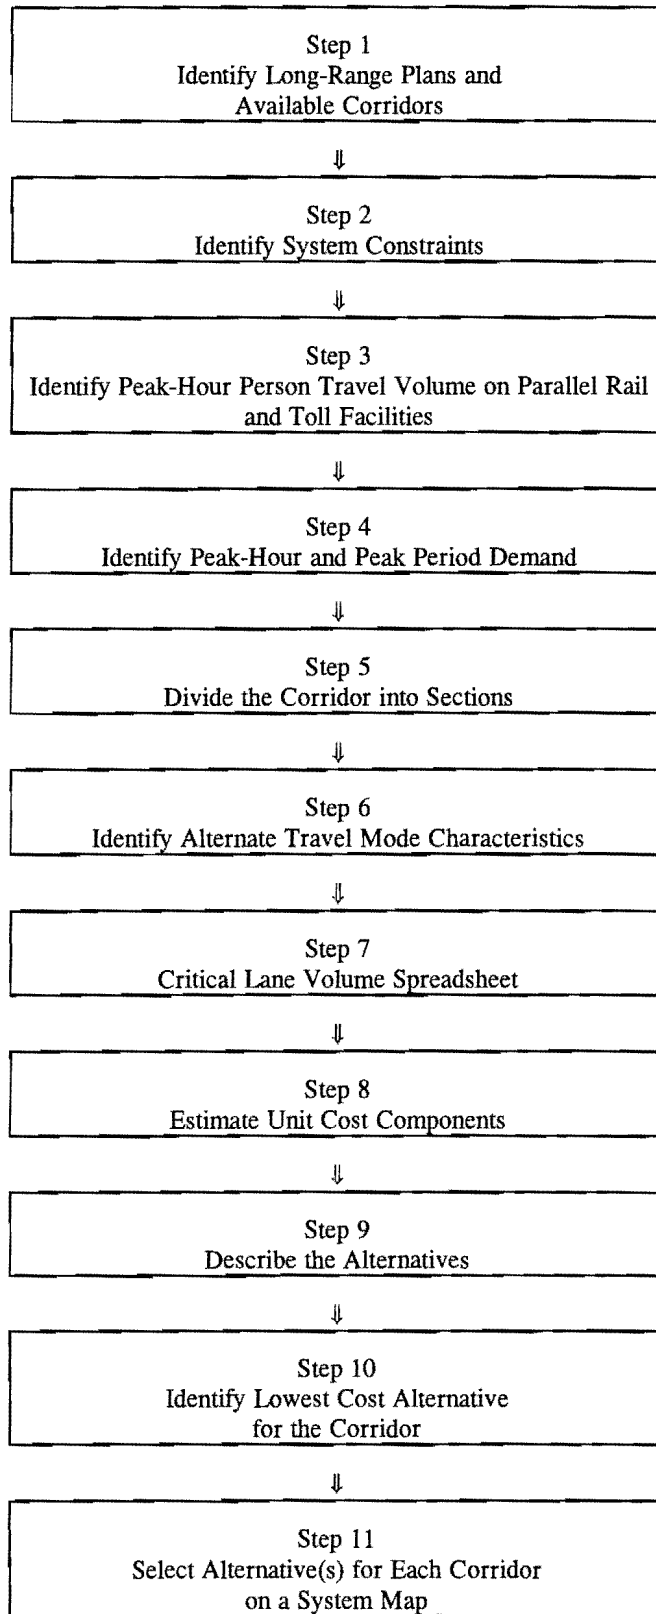 Step 1
Identify Long-Range Plans and
Available Corridors
⇓
Step 2
Identify System Constraints
⇓
Step 3
Identify Peak-Hour Person Travel Volume on Parallel Rail
and Toll Facilities
⇓
Step 4
Identify Peak-Hour and Peak Period Demand
⇓
Step 5
Divide the Corridor into Sections
⇓
Step 6
Identify Alternate Travel Mode Characteristics
⇓
Step 7
Critical Lane Volume Spreadsheet
⇓
Step 8
Estimate Unit Cost Components
⇓
Step 9
Describe the Alternatives
⇓
Step 10
Identify Lowest Cost Alternative
for the Corridor
⇓
Step 11
Select Alternative(s) for Each Corridor
on a System Map